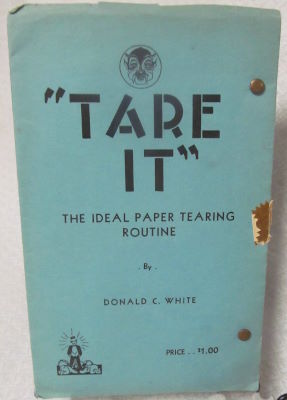 "TARE
IT"
THE IDEAL PAPER TEARING
ROUTINE
. By .
DONALD C. WHITE
PRICE . . $1.00